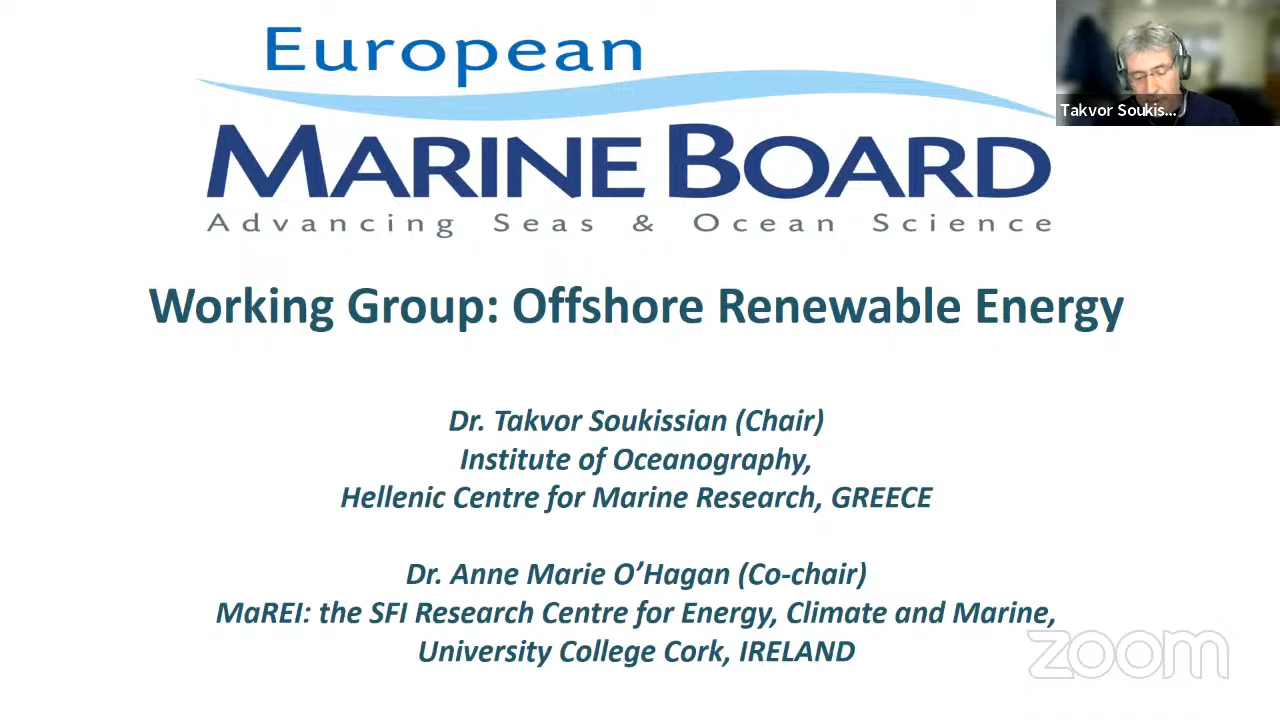 European
MARINE BOARD
Advancing Seas & Ocean Science
Takvor Soukis...
Working Group: Offshore Renewable Energy
Dr. Takvor Soukissian (Chair)
Institute of Oceanography,
Hellenic Centre for Marine Research, GREECE
Dr. Anne Marie O’Hagan (Co-chair)
MaREI: the SFI Research Centre for Energy, Climate and Marine,
University College Cork, IRELAND
zoom